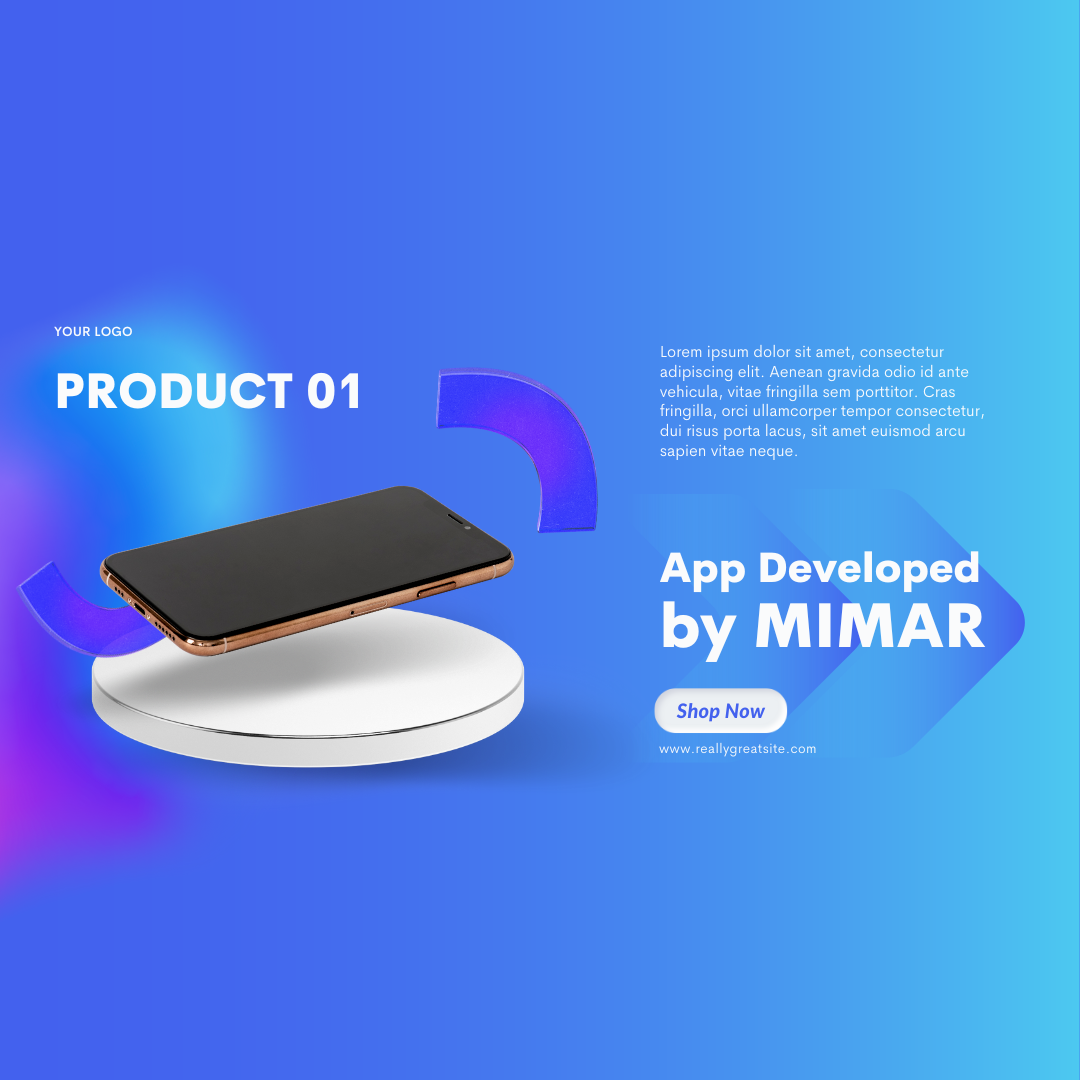 YOUR LOGO
PRODUCT 01
Lorem ipsum dolor sit amet, consectetur
adipiscing elit. Aenean gravida odio id ante
vehicula, vitae fringilla sem porttitor. Cras
fringilla, orci ullamcorper tempor consectetur,
dui risus porta lacus, sit amet euismod arcu
sapien vitae neque.
App Developed
by MIMAR
Shop Now
www.reallygreatsite.com